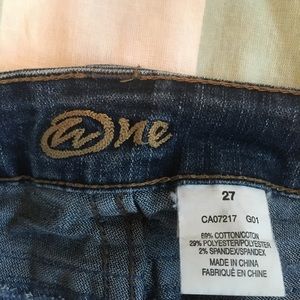 One
27
CA07217 G01
69% COTTON/COTON
29% POLYESTER/POLYESTER
2% SPANDEX/SPANDEX
MADE IN CHINA
FABRIQUÉ EN CHINE